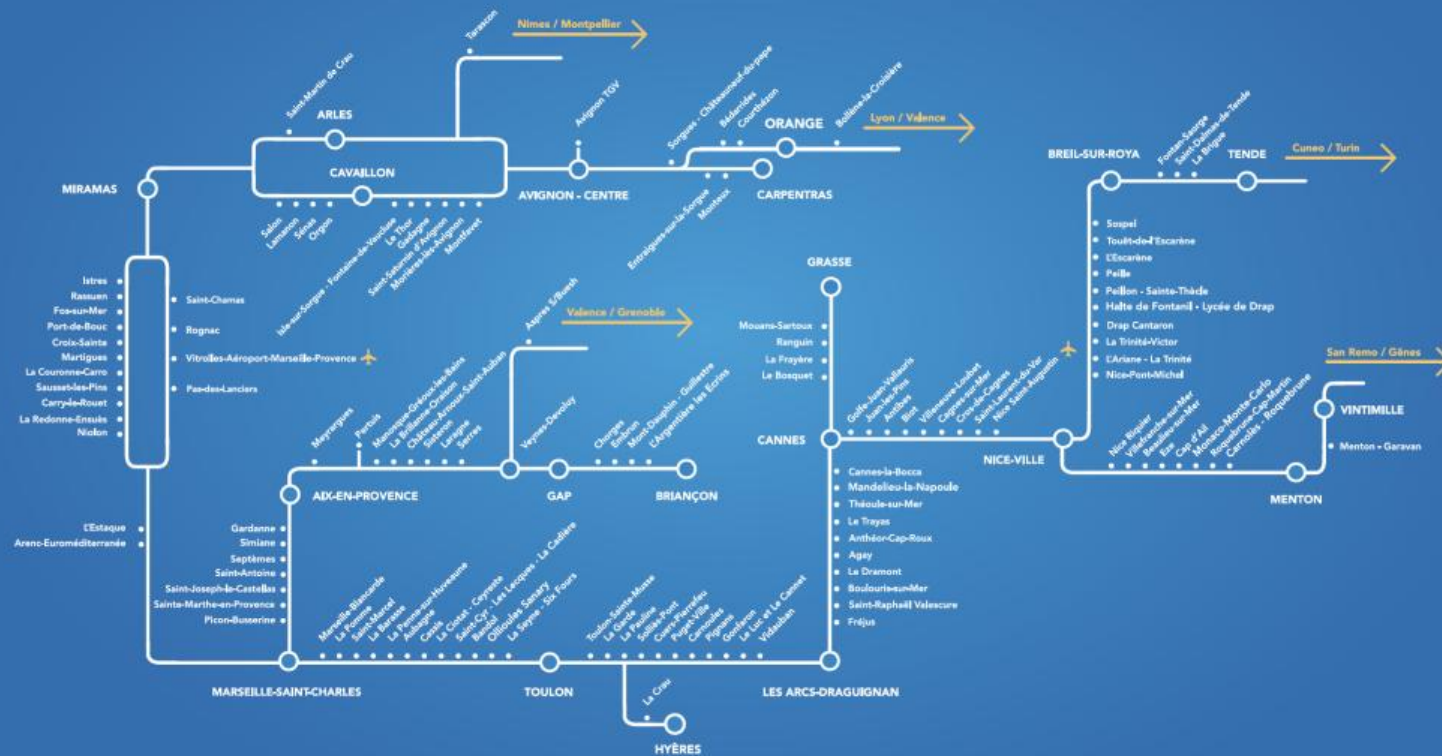 Nimes / Montpellier
Tarascon
Saint-Martin de Crau
ARLES
Avignon TGV
Sorgues - Châteauneuf-du-pape
Bédarrides
Courthézon
ORANGE
Bollène-la-Croisière
Lyon / Valence
MIRAMAS
CAVAILLON
AVIGNON - CENTRE
CARPENTRAS
Salon
Lamanon
Sénas
Orgon
Isle-sur-Sorgue - Fontaine-de-Vaucluse
Le Thor
Gadagne
Saint-Saturnin d'Avignon
Morières-lès-Avignon
Montfavet
Entraigues-sur-la-Sorgue
Monteux
BREIL-SUR-ROYA
Fontan-Saorge
Saint-Dalmas-de-Tende
La Brigue
TENDE
Cuneo / Turin
Sospel
Touët-de-l'Escarène
L'Escarène
Peille
Peillon - Sainte-Thècle
Halte de Fontanil - Lycée de Drap
Drap Cantaron
La Trinité-Victor
L'Ariane - La Trinité
Nice-Pont-Michel
Istres
Rassuen
Fos-sur-Mer
Port-de-Bouc
Croix-Sainte
Martigues
La Couronne-Carro
Sausset-les-Pins
Carry-le-Rouet
La Redonne-Ensuès
Niolon
Saint-Chamas
Rognac
Vitrolles-Aéroport-Marseille-Provence
Pas-des-Lanciers
L'Estaque
Arenc-Euroméditerranée
Aspres S/Buesh
Valence / Grenoble
Meyrargues
Pertuis
Manosque-Gréoux-les-Bains
La Brillanne-Oraison
Château-Arnoux-Saint-Auban
Sisteron
Laragne
Serres
Veynes-Devoluy
Chorges
Embrun
Mont-Dauphin - Guillestre
L'Argentière les Ecrins
AIX-EN-PROVENCE
GAP
BRIANÇON
Gardanne
Simiane
Septèmes
Saint-Antoine
Saint-Joseph-le-Castellas
Sainte-Marthe-en-Provence
Picon-Busserine
GRASSE
Mouans-Sartoux
Ranguin
La Frayère
Le Bosquet
CANNES
Golfe-Juan-Vallauris
Juan-les-Pins
Antibes
Biot
Villeneuve-Loubet
Cagnes-sur-Mer
Cros-de-Cagnes
Saint-Laurent-du-Var
Nice Saint-Augustin
NICE-VILLE
Nice Riquier
Villefranche-sur-Mer
Beaulieu-sur-Mer
Eze
Cap d'Ail
Monaco-Monte-Carlo
Roquebrune-Cap-Martin
Carnolès - Roquebrune
MENTON
Menton - Garavan
VINTIMILLE
San Remo / Gênes
Cannes-la-Bocca
Mandelieu-la-Napoule
Théoule-sur-Mer
Le Trayas
Anthéor-Cap-Roux
Agay
Le Dramont
Boulouris-sur-Mer
Saint-Raphaël Valescure
Fréjus
Marseille-Blancarde
La Pomme
Saint-Marcel
La Barasse
La Penne-sur-Huveaune
Aubagne
Cassis
La Ciotat - Ceyreste
Saint-Cyr - Les Lecques - La Cadière
Bandol
Ollioules Sanary
La Seyne - Six Fours
Toulon-Sainte-Musse
La Garde
La Pauline
Solliès-Pont
Cuers-Pierrefeu
Puget-Ville
Carnoules
Pignans
Gonfaron
Le Luc et Le Cannet
Vidauban
MARSEILLE-SAINT-CHARLES
TOULON
LES ARCS-DRAGUIGNAN
La Crau
HYÈRES